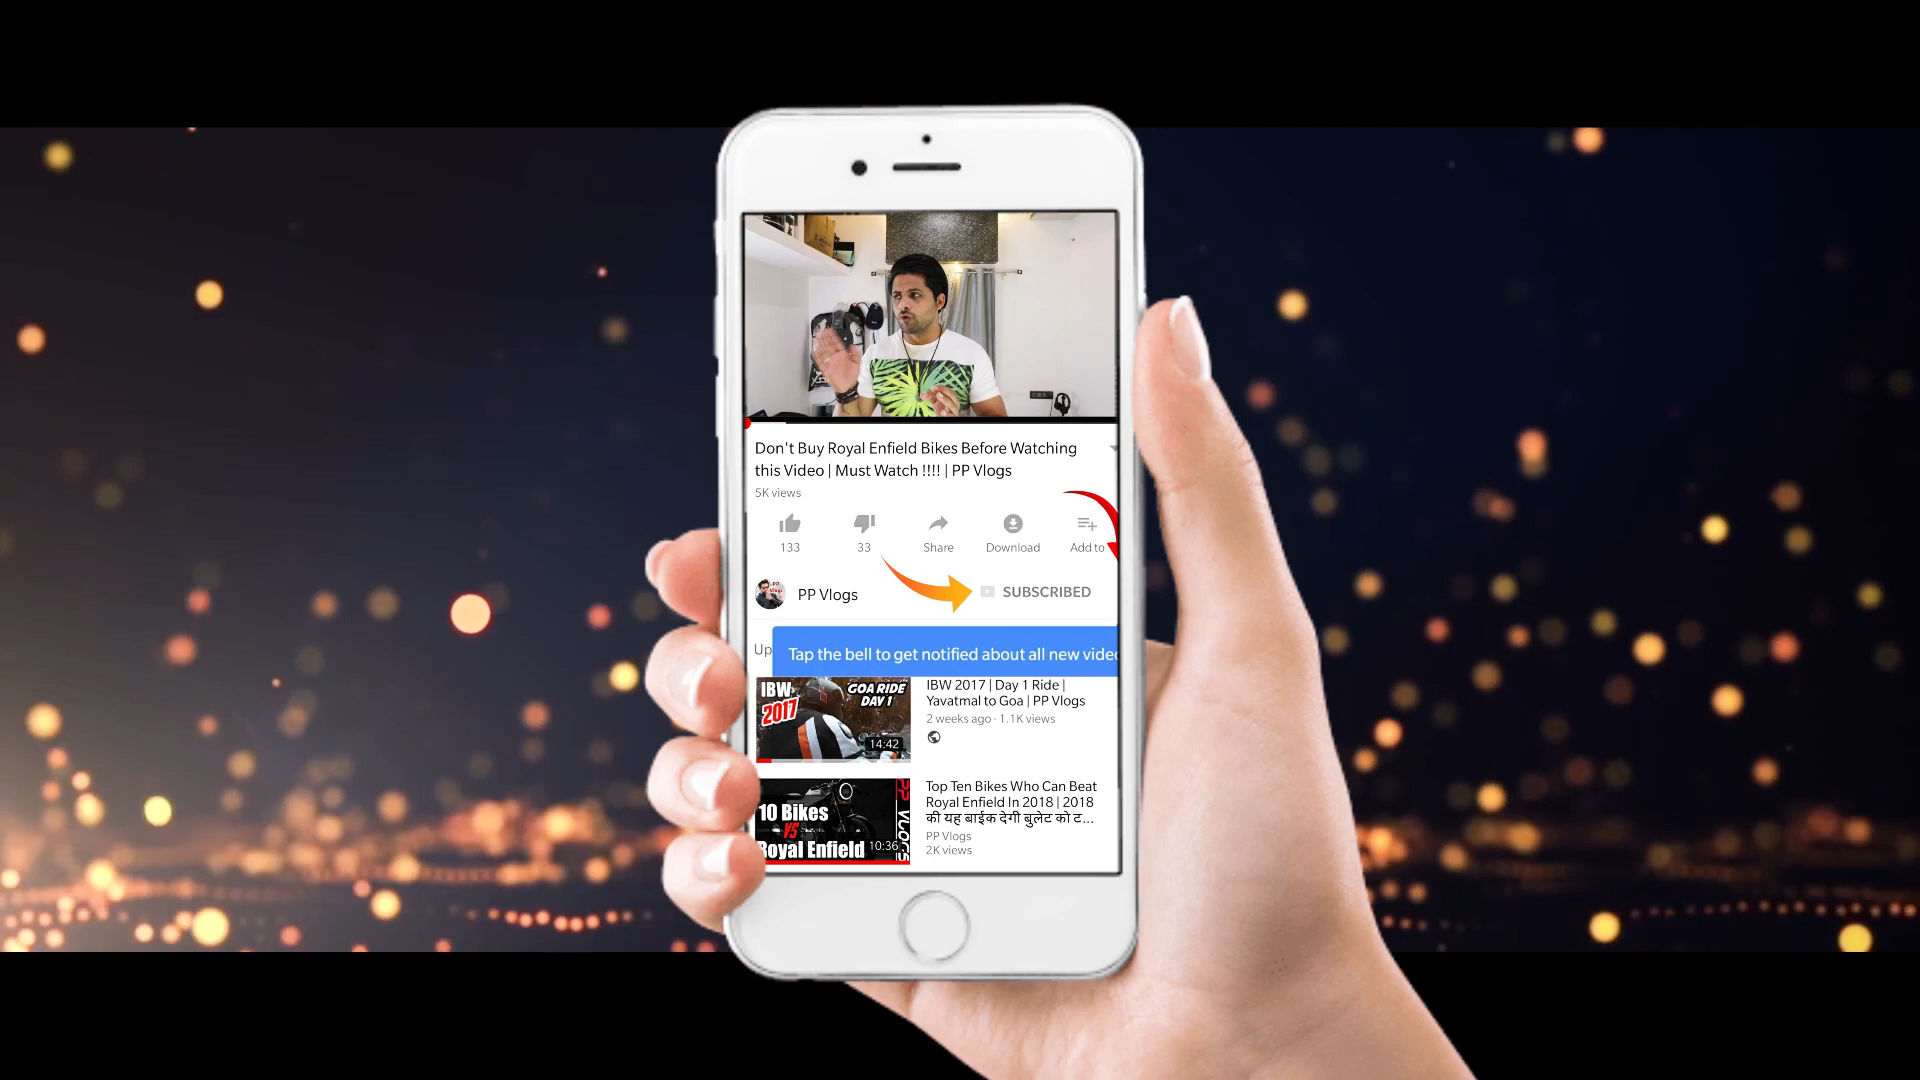 Don't Buy Royal Enfield Bikes Before Watching
this Video | Must Watch !!!! | PP Vlogs
5K views
133
33
Share
Download
Add to
PP Vlogs
SUBSCRIBED
Up
Tap the bell to get notified about all new vide
IBW
2017
GOA RIDE
DAY 1
14:42
IBW 2017 | Day 1 Ride |
Yavatmal to Goa | PP Vlogs
2 weeks ago · 1.1K views
10 Bikes
VS
Royal Enfield
PP VLOGS
10:36
Top Ten Bikes Who Can Beat
Royal Enfield In 2018 | 2018
की यह बाईक देगी बुलेट को ट...
PP Vlogs
2K views